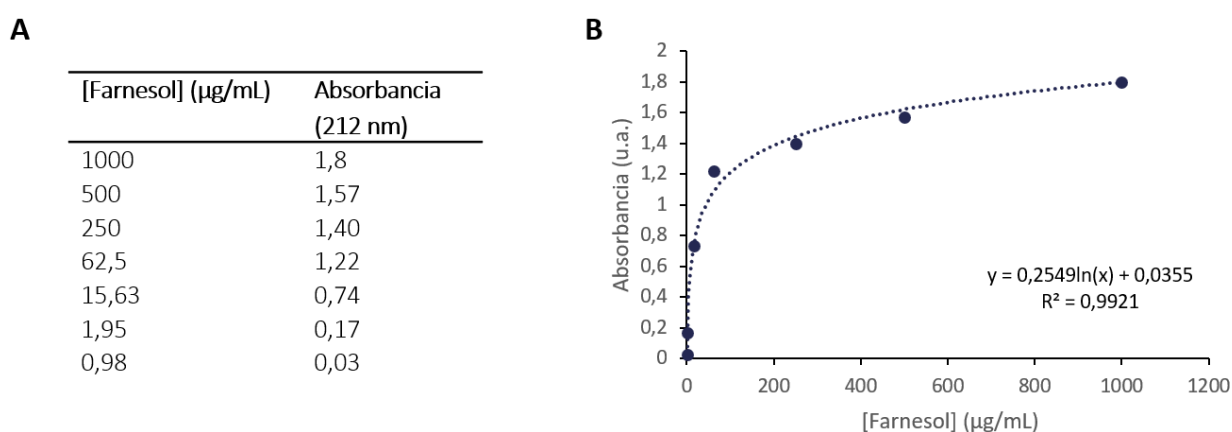 A
[Farnesol] (µg/mL) Absorbancia
(212 nm)
1000 1,8
500 1,57
250 1,40
62,5 1,22
15,63 0,74
1,95 0,17
0,98 0,03
B
2
1,8
1,6
1,4
1,2
1
0,8
0,6
0,4
0,2
0
Absorbancia (u.a.)
y = 0,2549ln(x) + 0,0355
R² = 0,9921
0 200 400 600 800 1000 1200
[Farnesol] (µg/mL)